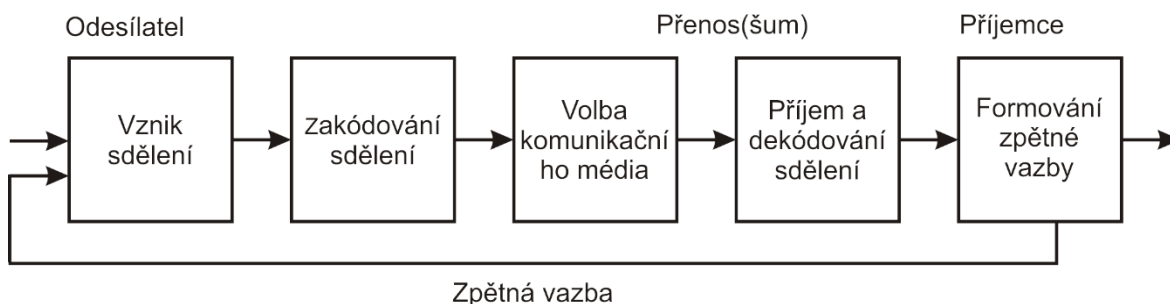 Odesílatel
Přenos(šum)
Příjemce
Vznik
sdělení
zakódování
sdělení
Volba
komunikační
ho média
Příjem a
dekódování
sdělení
Formování
zpětné
vazby
Zpětná vazba